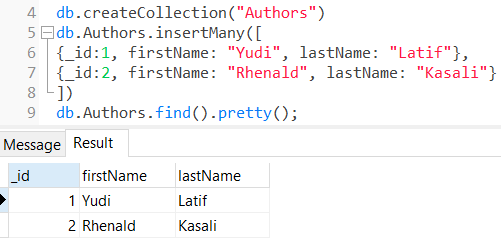 4 db.createCollection("Authors")
5 db.Authors.insertMany([
6 {_id:1, firstName: "Yudi", lastName: "Latif"},
7 {_id:2, firstName: "Rhenald", lastName: "Kasali"}
8 ])
9 db.Authors.find().pretty();
Message Result
_id firstName lastName
1 Yudi Latif
2 Rhenald Kasali